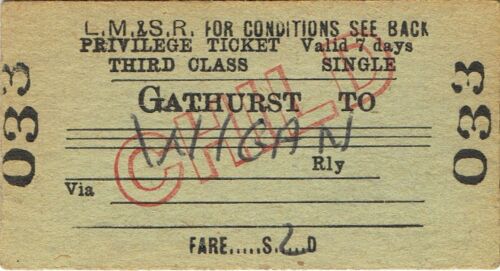 L.M.&S.R. FOR CONDITIONS SEE BACK
PRIVILEGE TICKET Valid 7 days
THIRD CLASS SINGLE
033 033
GATHURST TO
CHILD
WIGAN
Rly
Via
FARE.....S.2..D